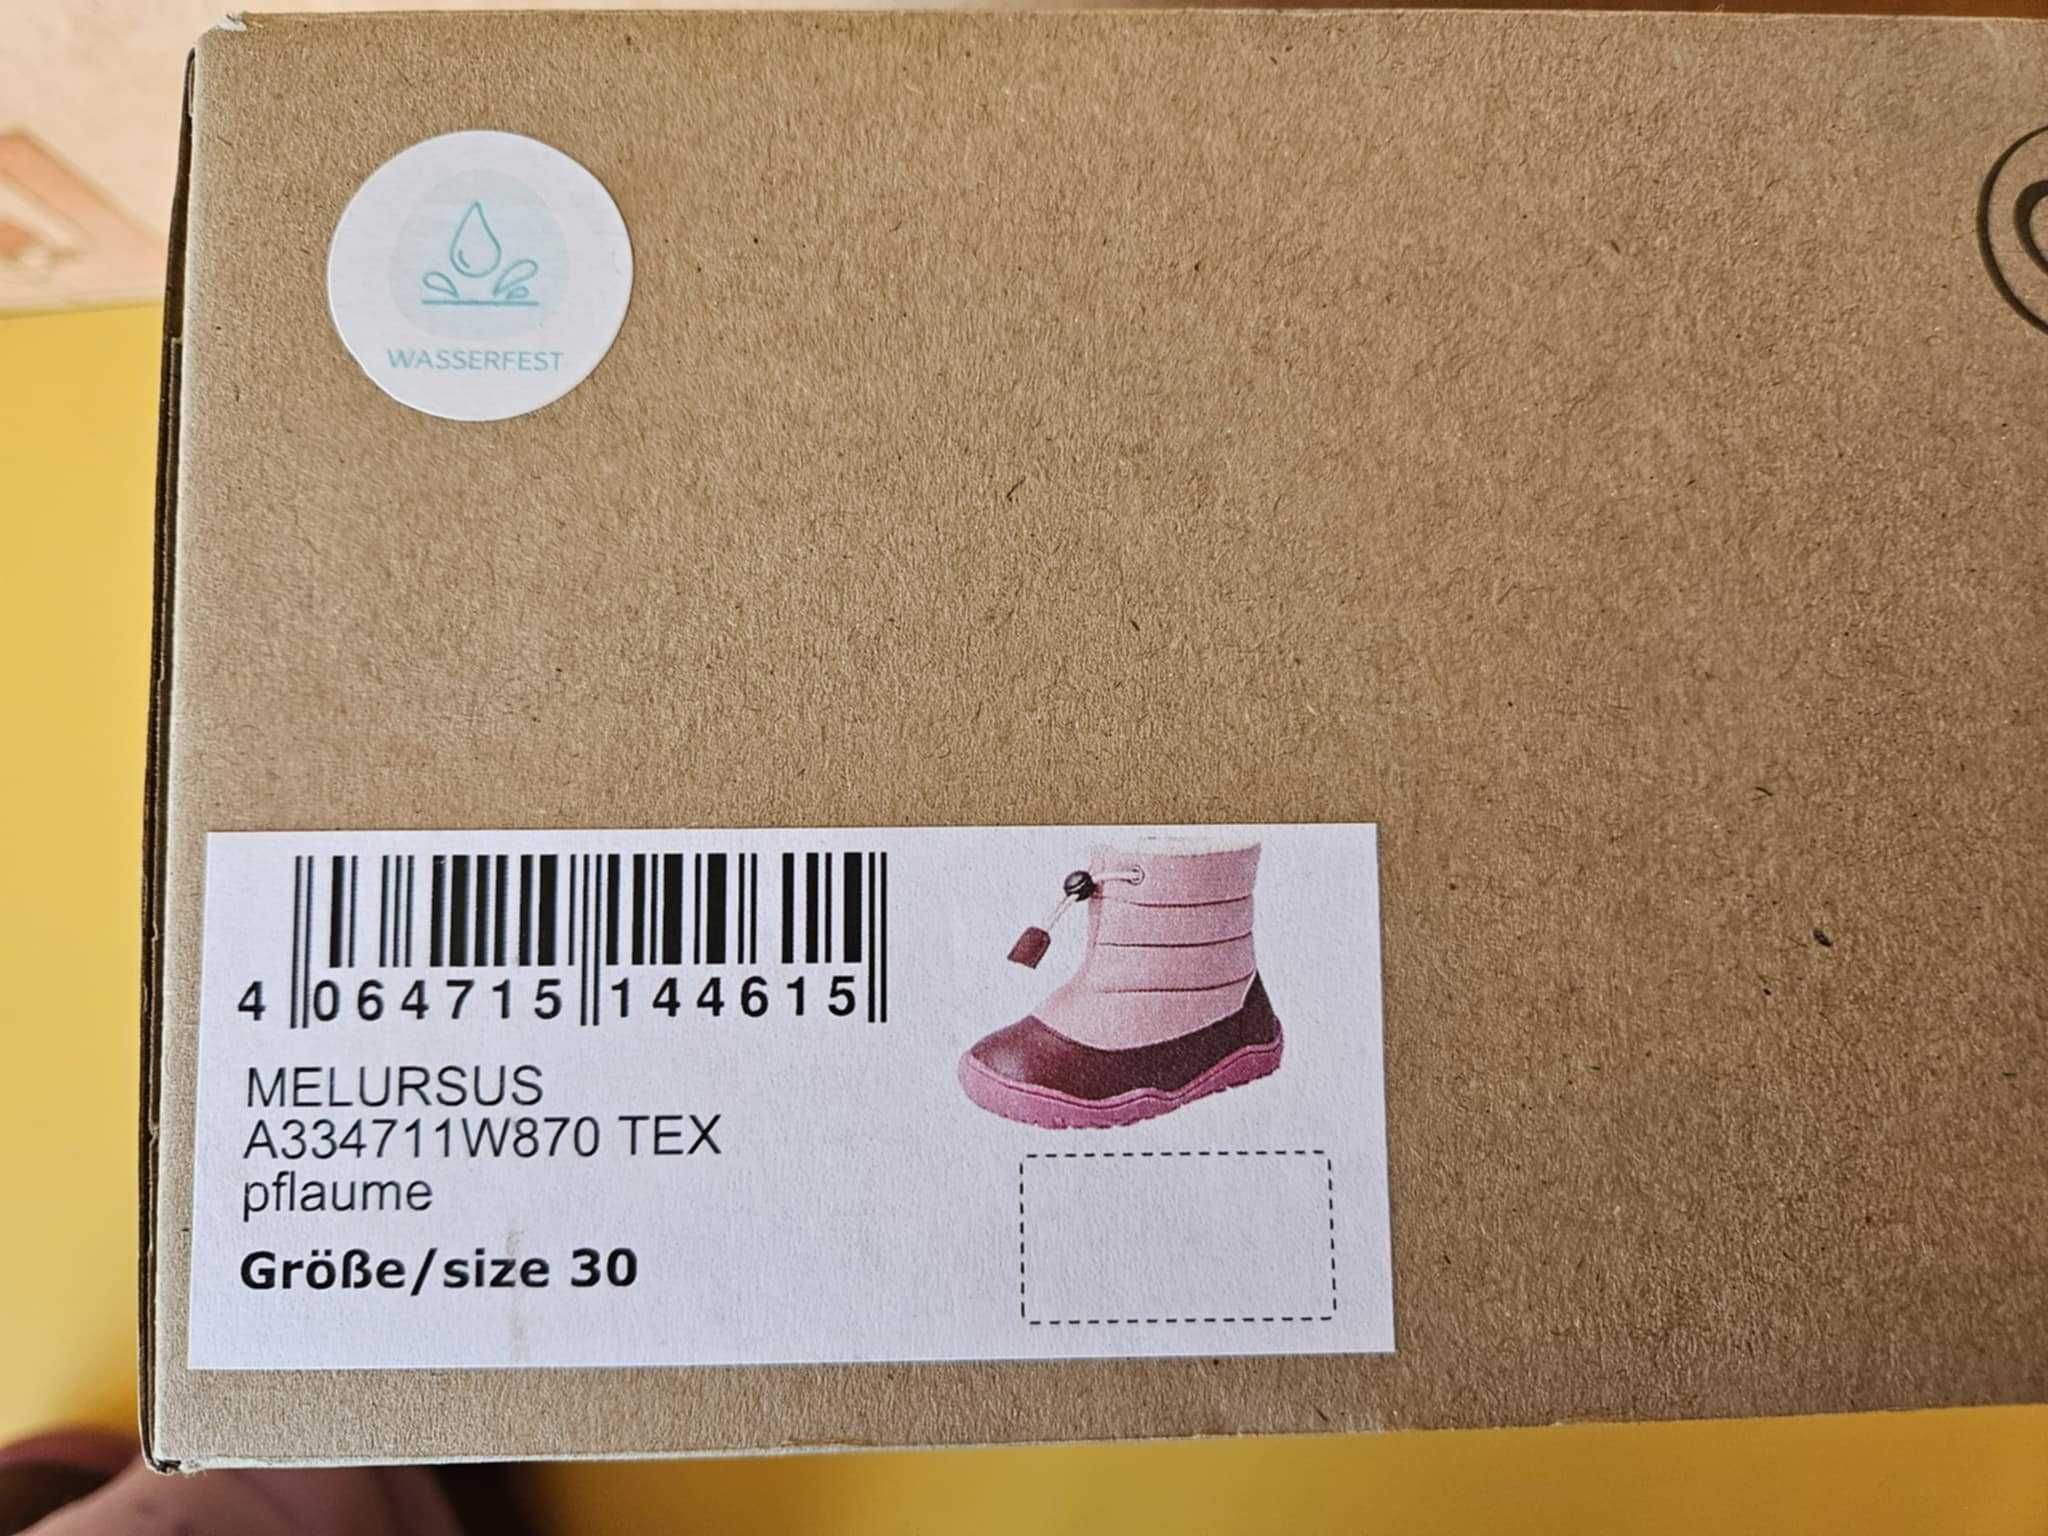 WASSERFEST
4 064715 144615
MELURSUS
A334711W870 TEX
pflaume
Größe/size 30